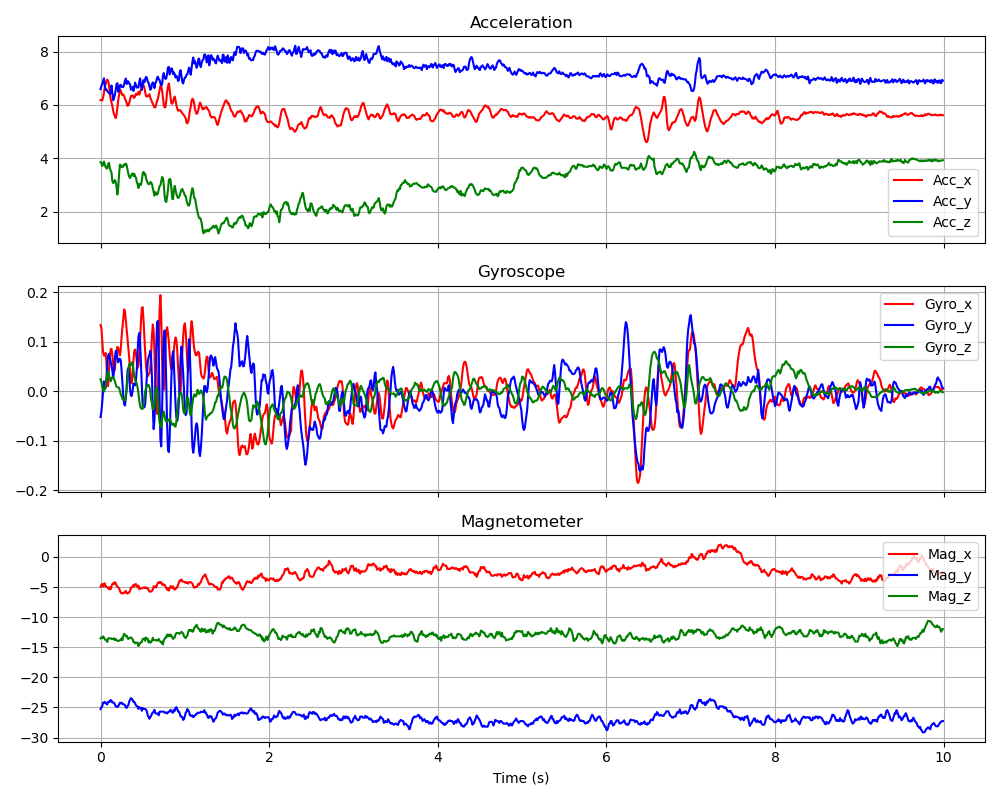 Acceleration
8
6
4
2
Acc_x
Acc_y
Acc_z
Gyroscope
0.2
0.1
0.0
−0.1
−0.2
Gyro_x
Gyro_y
Gyro_z
Magnetometer
0
−5
−10
−15
−20
−25
−30
Mag_x
Mag_y
Mag_z
0 2 4 6 8 10
Time (s)